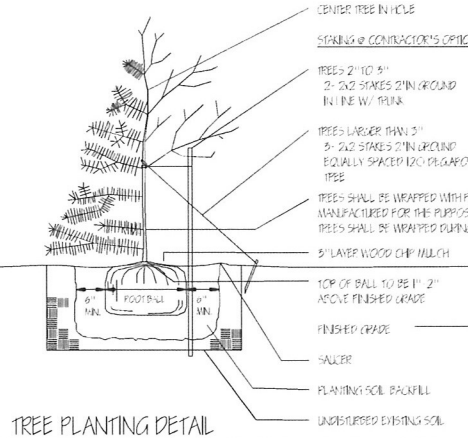 CENTER TREE IN HOLE
STAKING @ CONTRACTOR'S
TREES 2" TO 3"
2- 2x2 STAKES 2' IN GROUND
IN LINE W/ TRUNK
TREES LARGER THAN 3"
3- 2x2 STAKES 2' IN GROUND
EQUALLY SPACED 120
TREE
TREES SHALL BE WRAPPED WITH
MANUFACTURED FOR THIS
TREES SHALL BE WRAPPED
3" LAYER WOOD CHIP MULCH
TOP OF BALL TO BE 1" 2"
ABOVE FINISHED GRADE
6" ROOT BALL 6"
MIN. MIN.
FINISHED GRADE
SAUCER
PLANTING SOIL BACKFILL
UNDISTURBED EXISTING SOIL
TREE PLANTING DETAIL